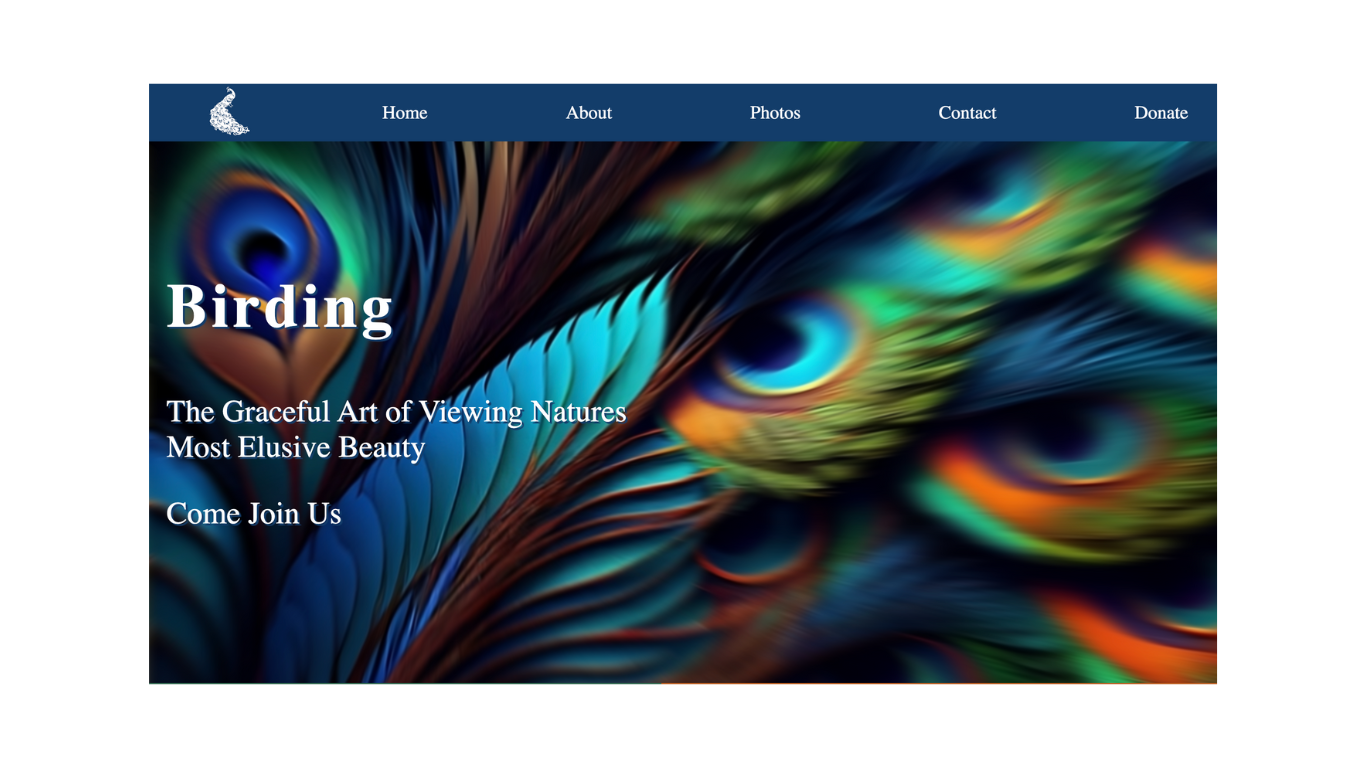 Home About Photos Contact Donate
Birding
The Graceful Art of Viewing Natures
Most Elusive Beauty
Come Join Us